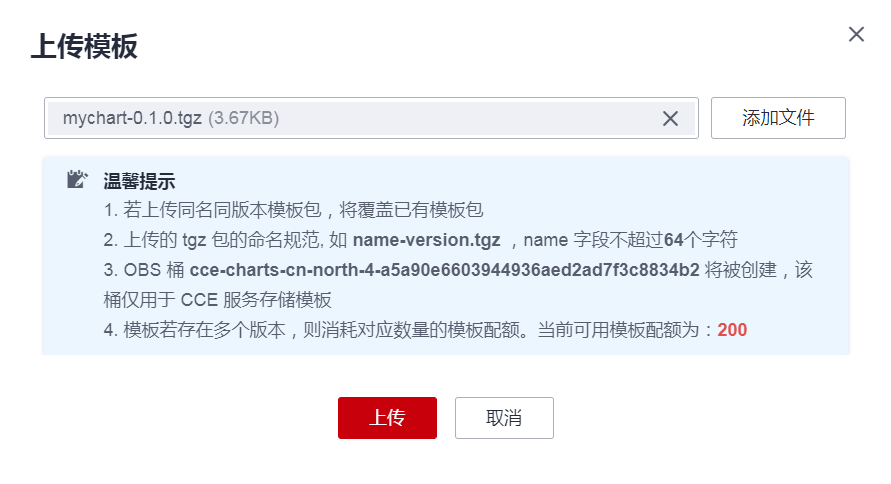 上传模板
mychart-0.1.0.tgz (3.67KB)
添加文件
温馨提示
1. 若上传同名同版本模板包，将覆盖已有模板包
2. 上传的 tgz 包的命名规范, 如 name-version.tgz ，name 字段不超过64个字符
3. OBS 桶 cce-charts-cn-north-4-a5a90e6603944936aed2ad7f3c8834b2 将被创建，该
桶仅用于 CCE 服务存储模板
4. 模板若存在多个版本，则消耗对应数量的模板配额。当前可用模板配额为：200
上传
取消